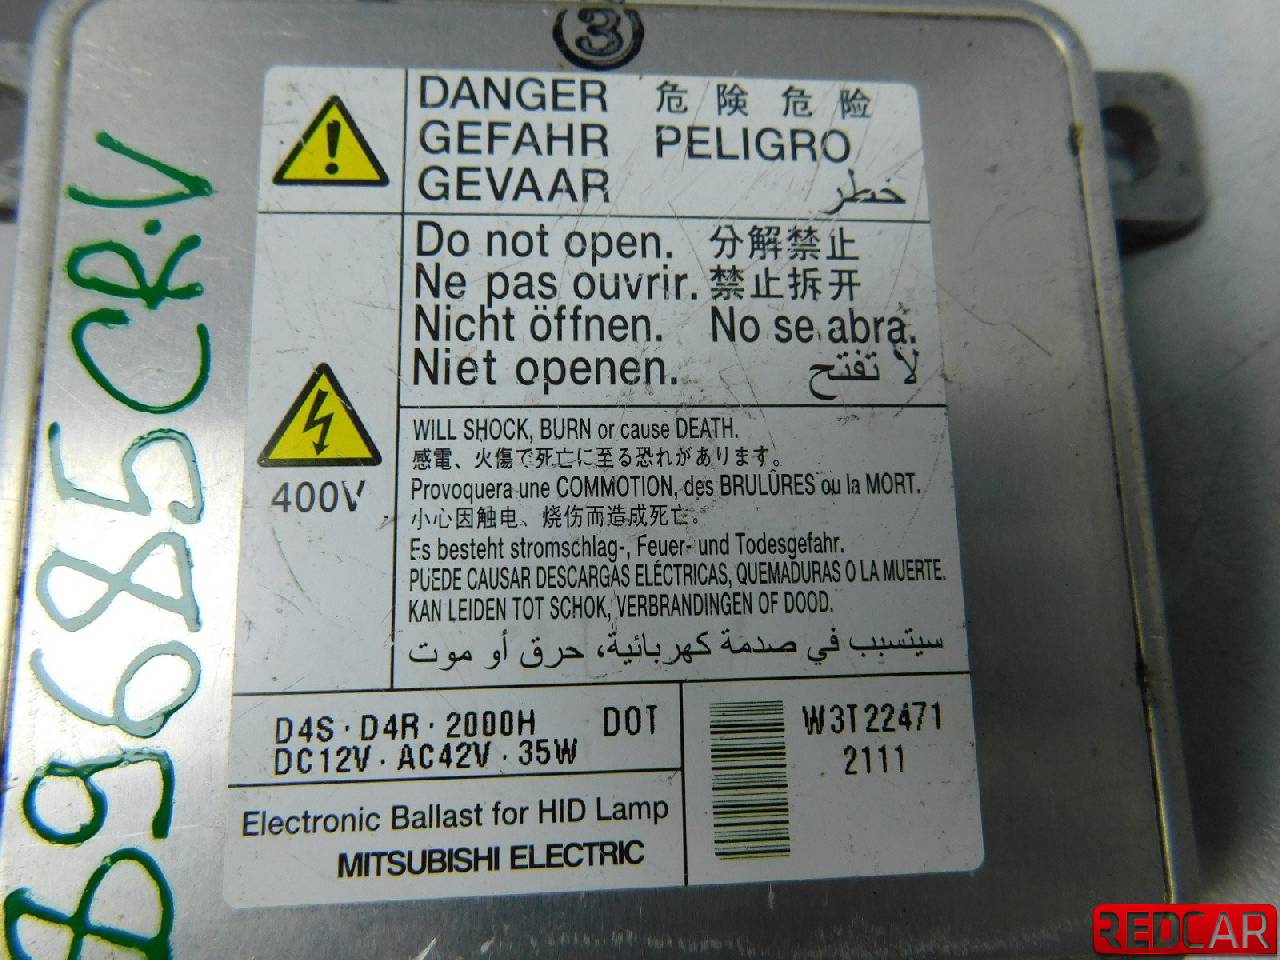 3
DANGER 危険 危险
GEFAHR PELIGRO
GEVAAR خطر
Do not open. 分解禁止
Ne pas ouvrir. 禁止拆开
Nicht öffnen. No se abra.
Niet openen. لا تفتح
400V
WILL SHOCK, BURN or cause DEATH.
感電、火傷で死亡に至る恐れがあります。
Provoquera une COMMOTION, des BRULÛRES ou la MORT.
小心因触电、烧伤而造成死亡。
Es besteht stromschlag-, Feuer- und Todesgefahr.
PUEDE CAUSAR DESCARGAS ELÉCTRICAS, QUEMADURAS O LA MUERTE.
KAN LEIDEN TOT SCHOK, VERBRANDINGEN OF DOOD.
سيتسبب في صدمة كهربائية، حرق أو موت
D4S · D4R · 2000H DOT
DC12V · AC42V · 35W
W3T22471
2111
Electronic Ballast for HID Lamp
MITSUBISHI ELECTRIC
89685CR.V
REDCAR